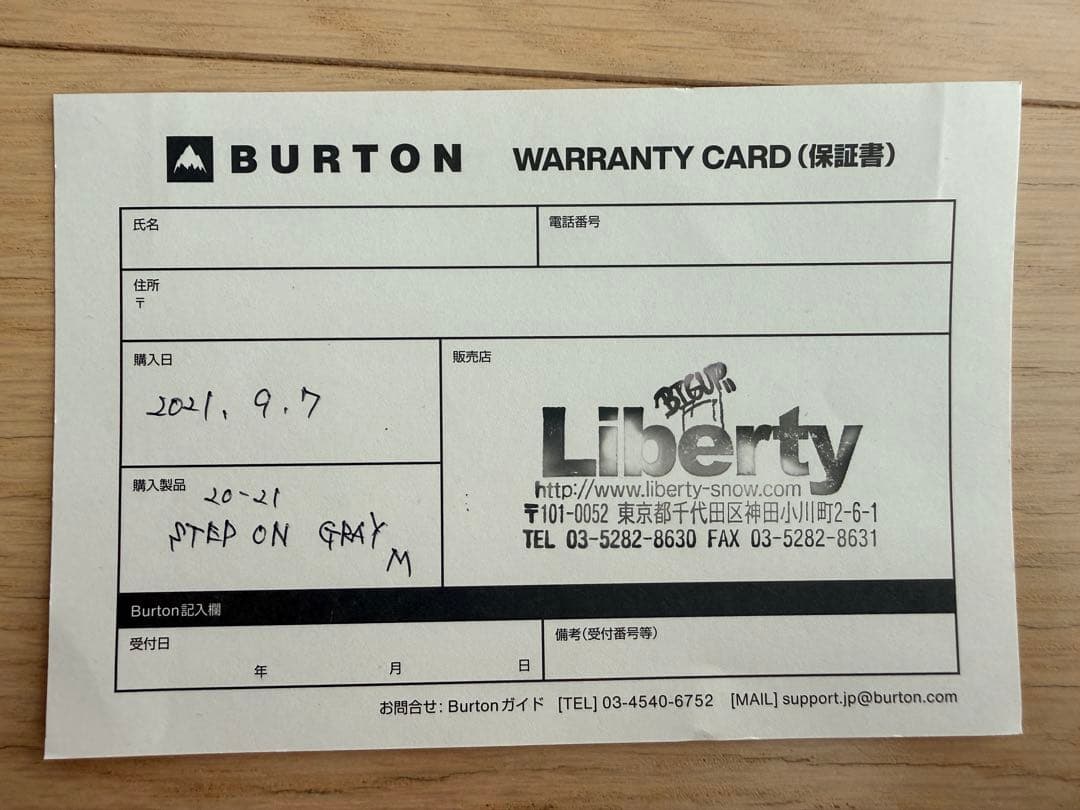 BURTON WARRANTY CARD(保証書)
氏名
電話番号
住所
〒
購入日
2021. 9. 7
販売店
BIGUP!!
Liberty
http://www.liberty-snow.com
〒101-0052 東京都千代田区神田小川町2-6-1
TEL 03-5282-8630 FAX 03-5282-8631
購入製品
20-21
STEP ON GRAY
M
Burton記入欄
受付日
年 月 日
備考(受付番号等)
お問合せ: Burtonガイド [TEL] 03-4540-6752 [MAIL] support.jp@burton.com